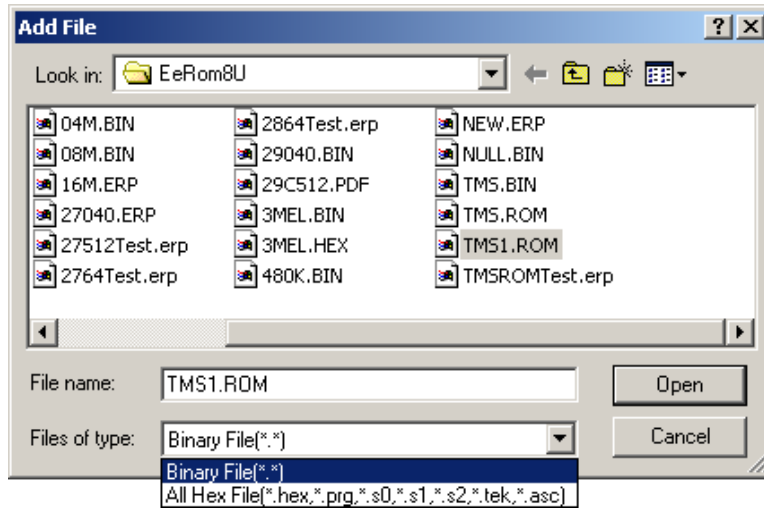 Add File
Look in: EeRom8U
04M.BIN 2864Test.erp NEW.ERP
08M.BIN 29040.BIN NULL.BIN
16M.ERP 29C512.PDF TMS.BIN
27040.ERP 3MEL.BIN TMS.ROM
27512Test.erp 3MEL.HEX TMS1.ROM
2764Test.erp 480K.BIN TMSROMTest.erp
File name: TMS1.ROM Open
Files of type: Binary File(*.*) Cancel
Binary File(*.*)
All Hex File(*.hex,*.prg,*.s0,*.s1,*.s2,*.tek,*.asc)